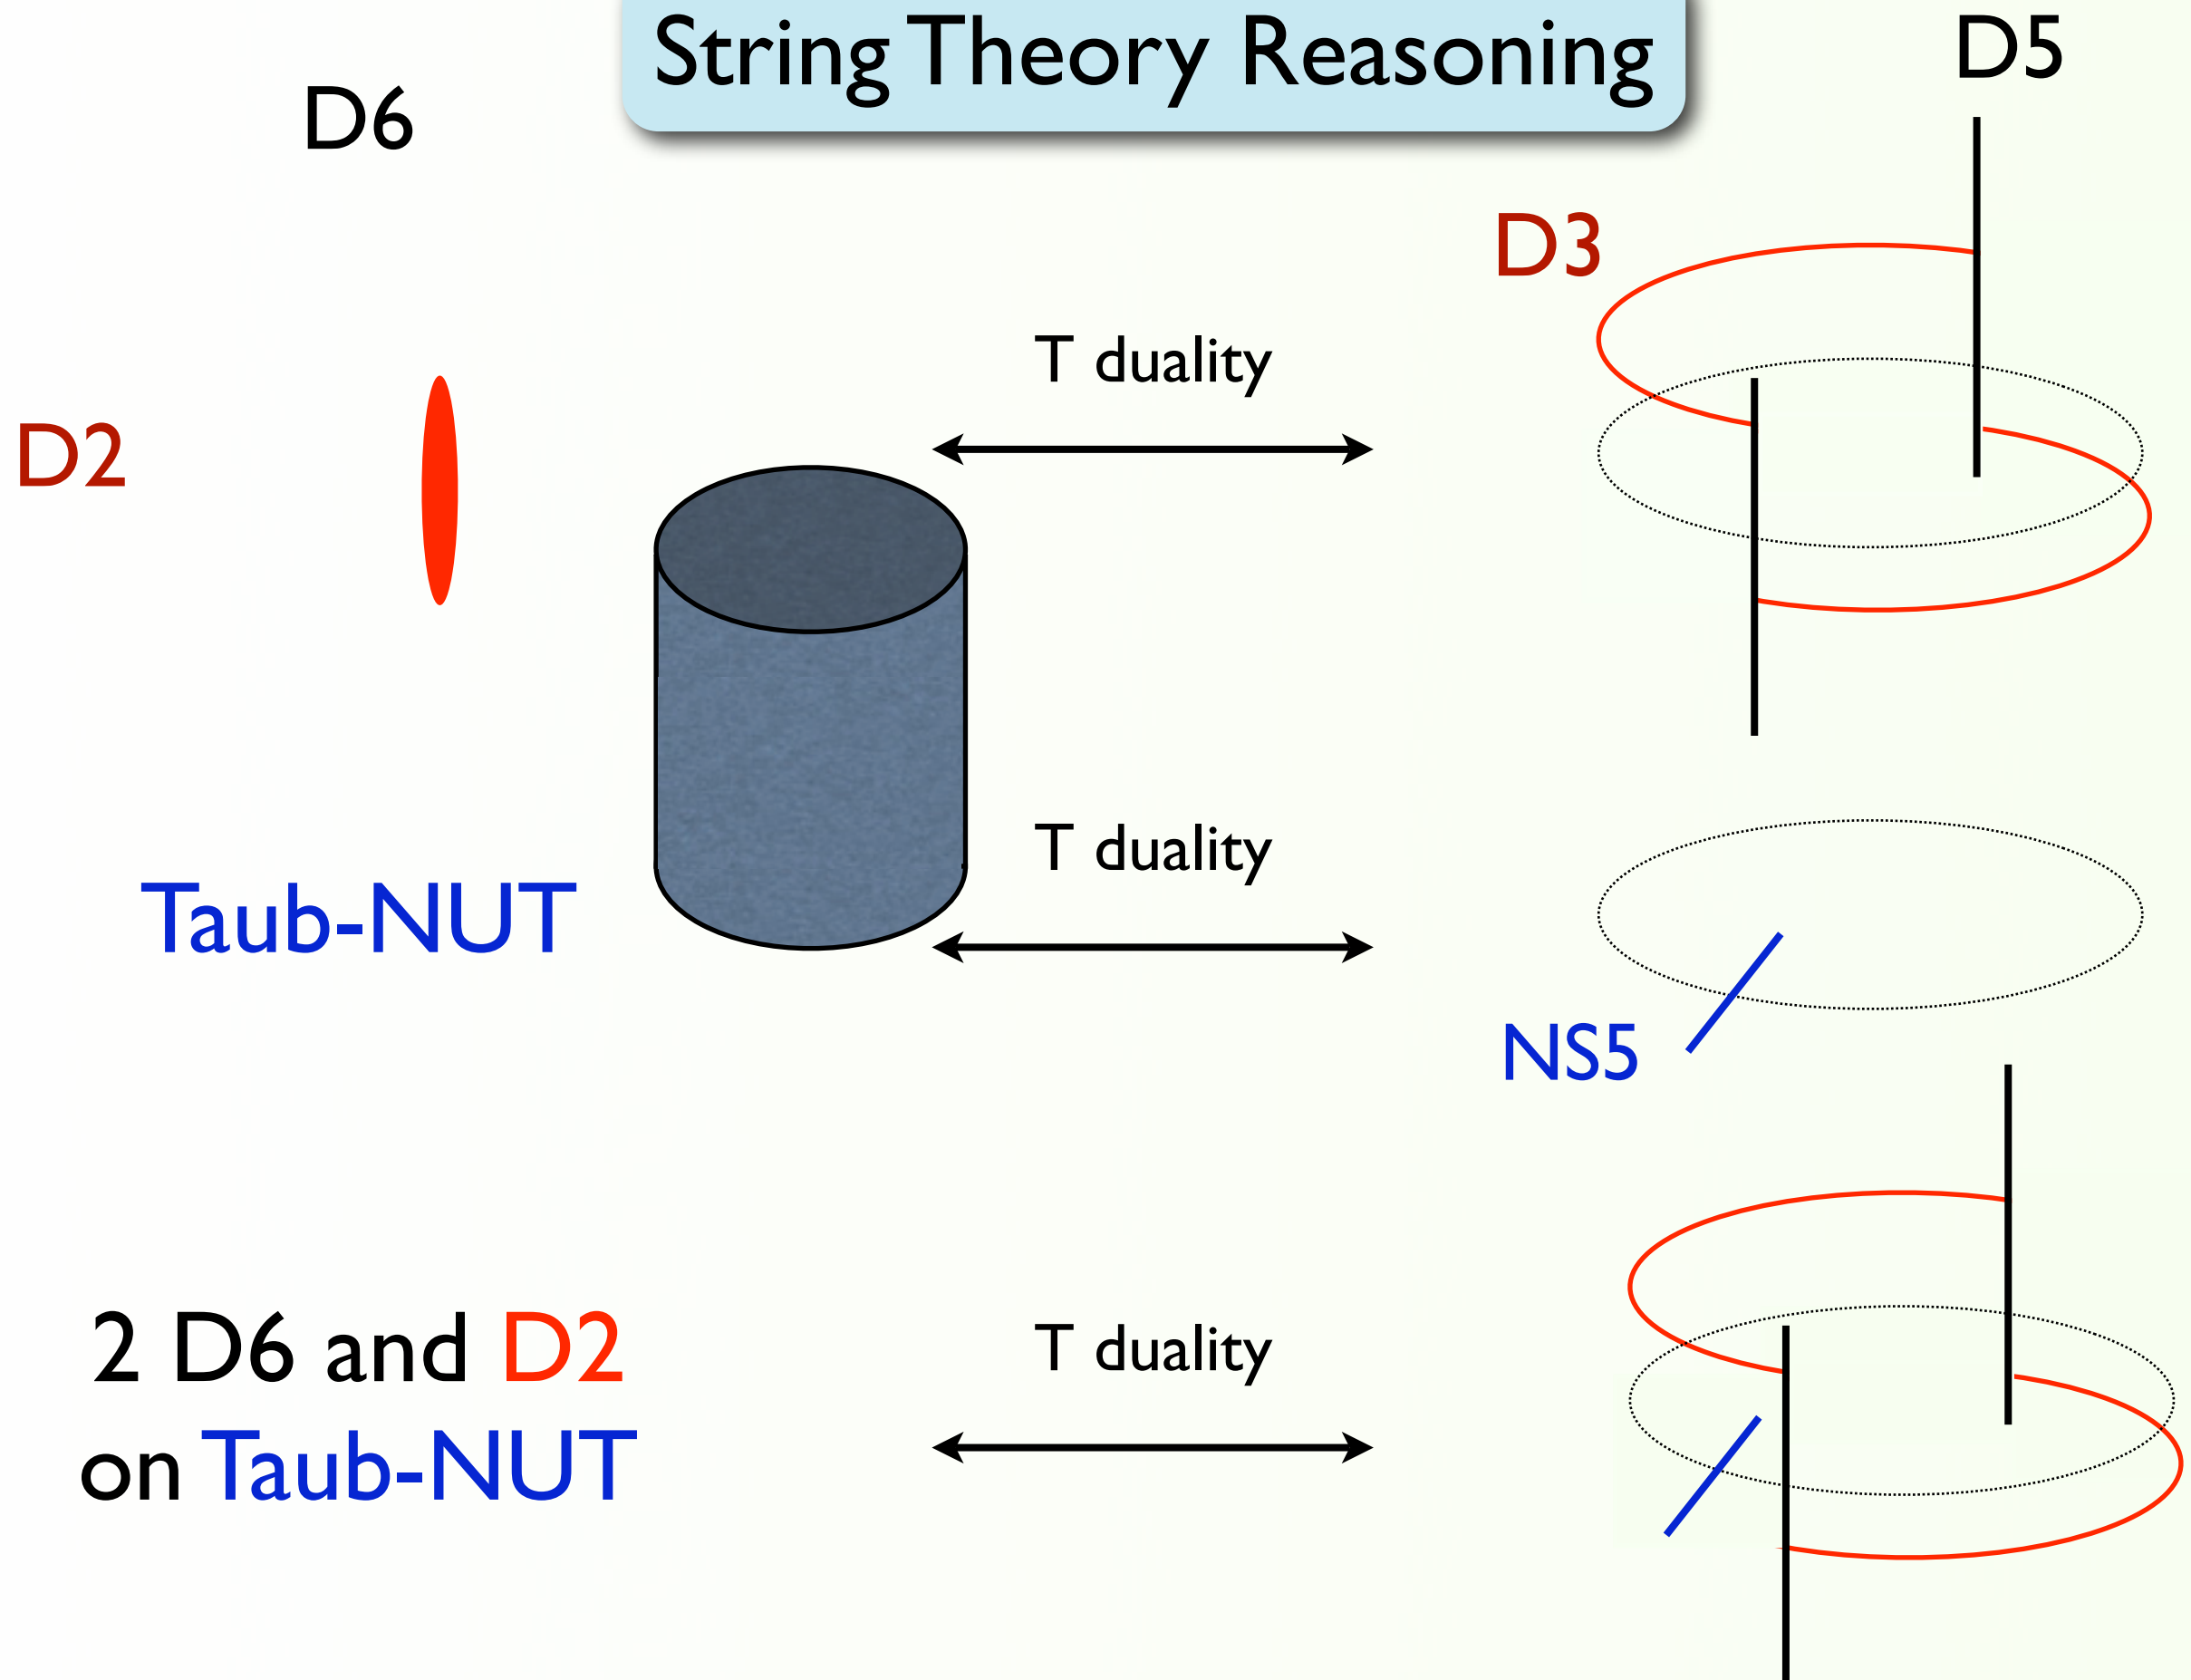 String Theory Reasoning
D5
D6
D3
T duality
D2
T duality
Taub-NUT
NS5
2 D6 and D2
T duality
on Taub-NUT